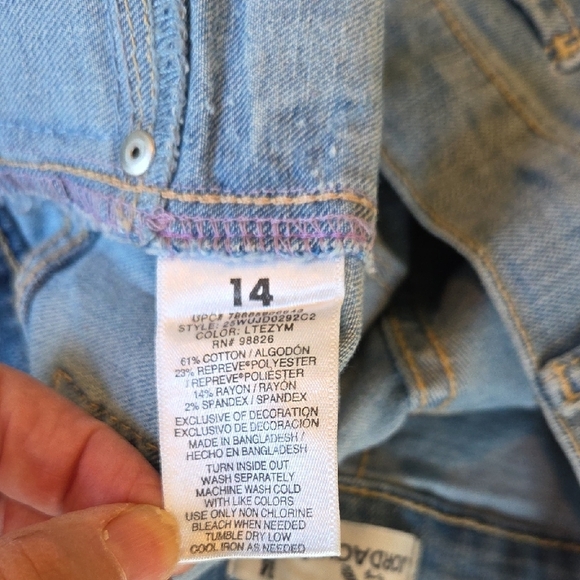 14
UPC#
STYLE: 25WUJD0292C2
COLOR: LTEZYM
RN# 98826
61% COTTON / ALGODÓN
23% REPREVE® POLYESTER
/ REPREVE® POLIÉSTER
14% RAYON / RAYÓN
2% SPANDEX / SPANDEX
EXCLUSIVE OF DECORATION
EXCLUSIVO DE DECORACIÓN
MADE IN BANGLADESH /
HECHO EN BANGLADESH
TURN INSIDE OUT
WASH SEPARATELY
MACHINE WASH COLD
WITH LIKE COLORS
USE ONLY NON CHLORINE
BLEACH WHEN NEEDED
TUMBLE DRY LOW
COOL IRON AS NEEDED
JORDAC